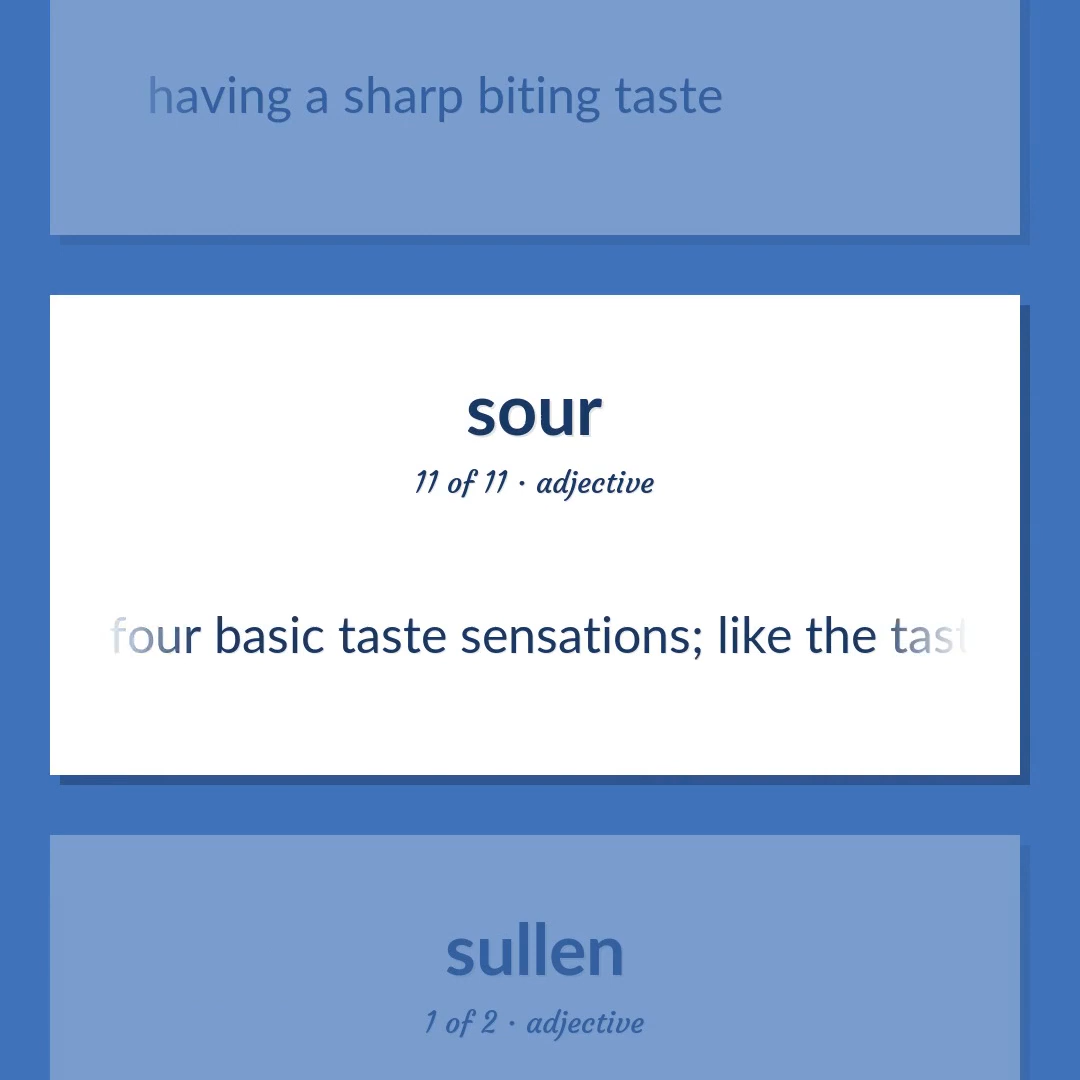 having a sharp biting taste
sour
11 of 11 · adjective
four basic taste sensations; like the tast
sullen
1 of 2 · adjective